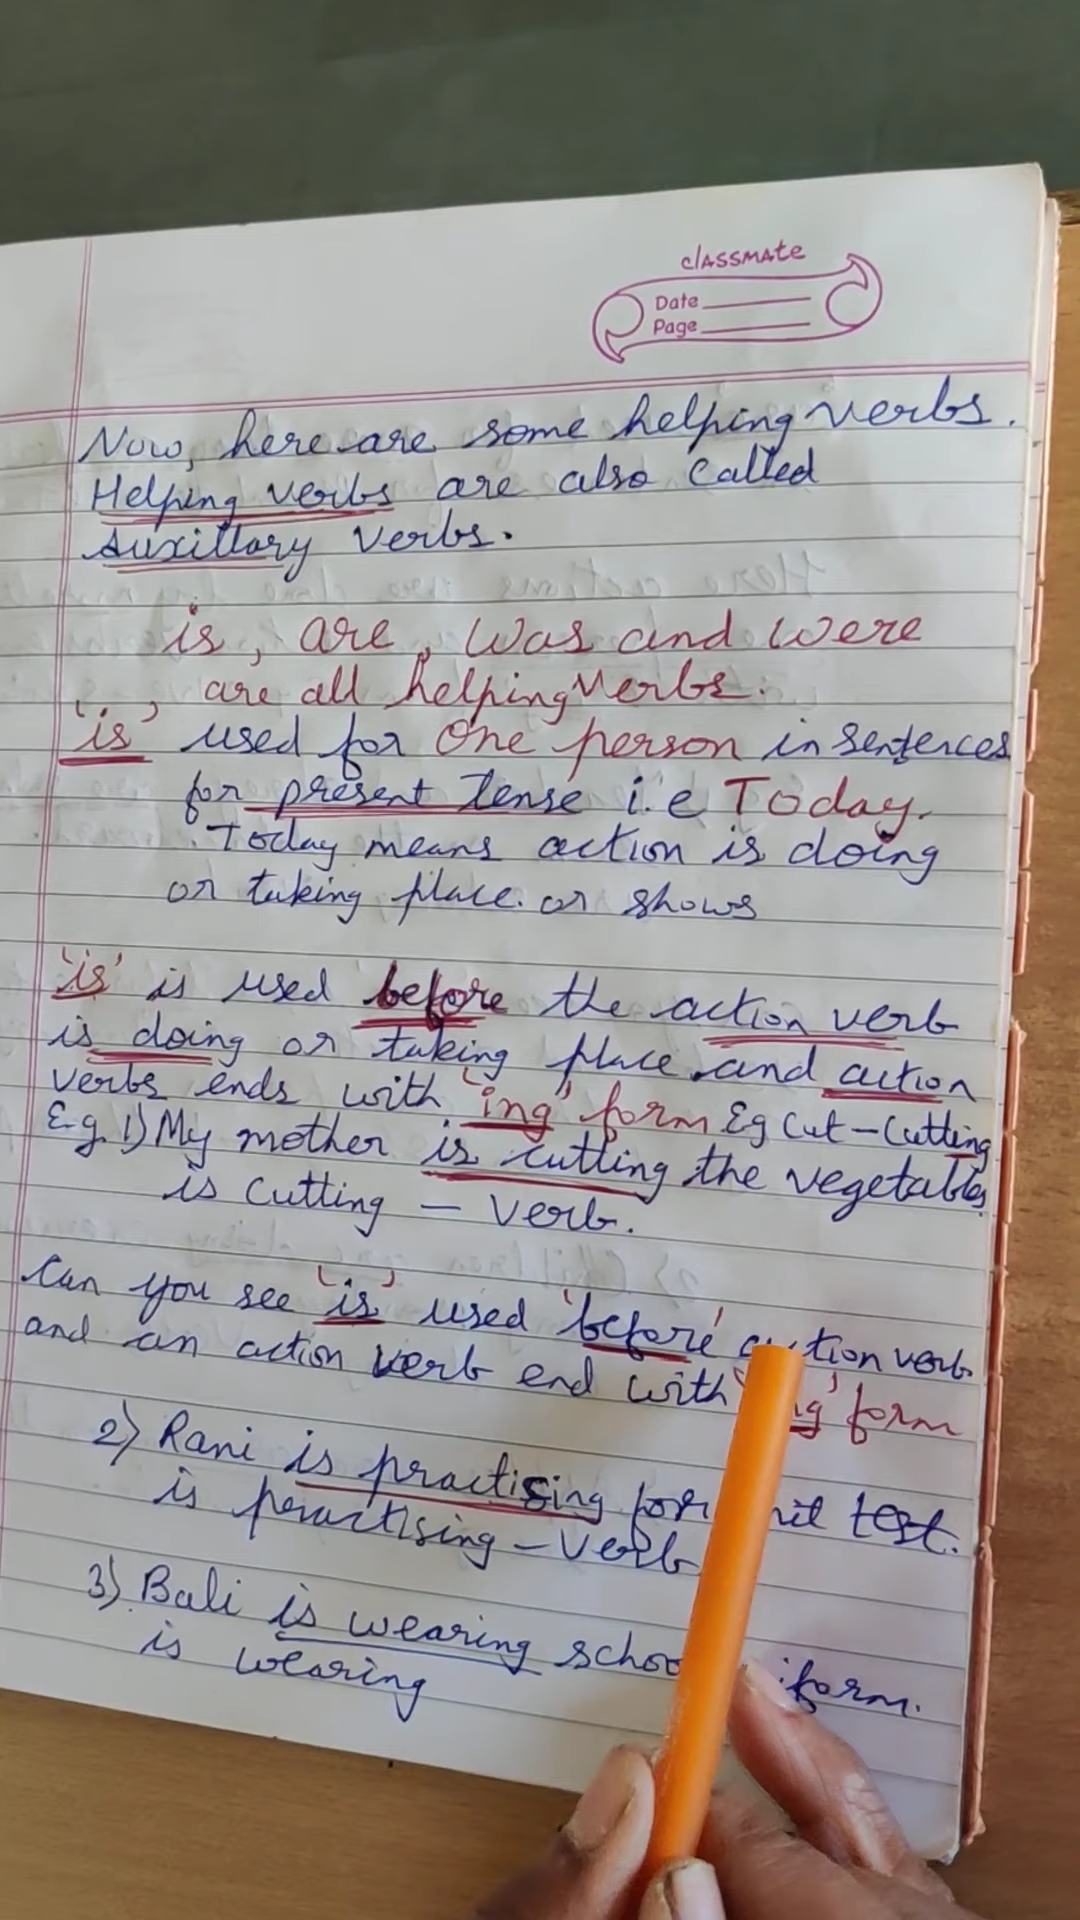 classmate
Date
Page
Now, here are some helping verbs.
Helping verbs are also called
Auxillary verbs.
is, are, was and were
are all helping verbs.
'is' used for one person in sentences
for present tense i.e Today.
Today means action is doing
or taking place. or shows
'is' is used before the action verb
is doing or taking place and action
verbs ends with 'ing' form Eg Cut - Cutting
E.g. 1) My mother is cutting the vegetables
is cutting - verb.
Can you see 'is' used 'before' action verb
and an action verb end with form
2) Rani is practising for test.
is practising - Verb
3) Bali is wearing
is wearing